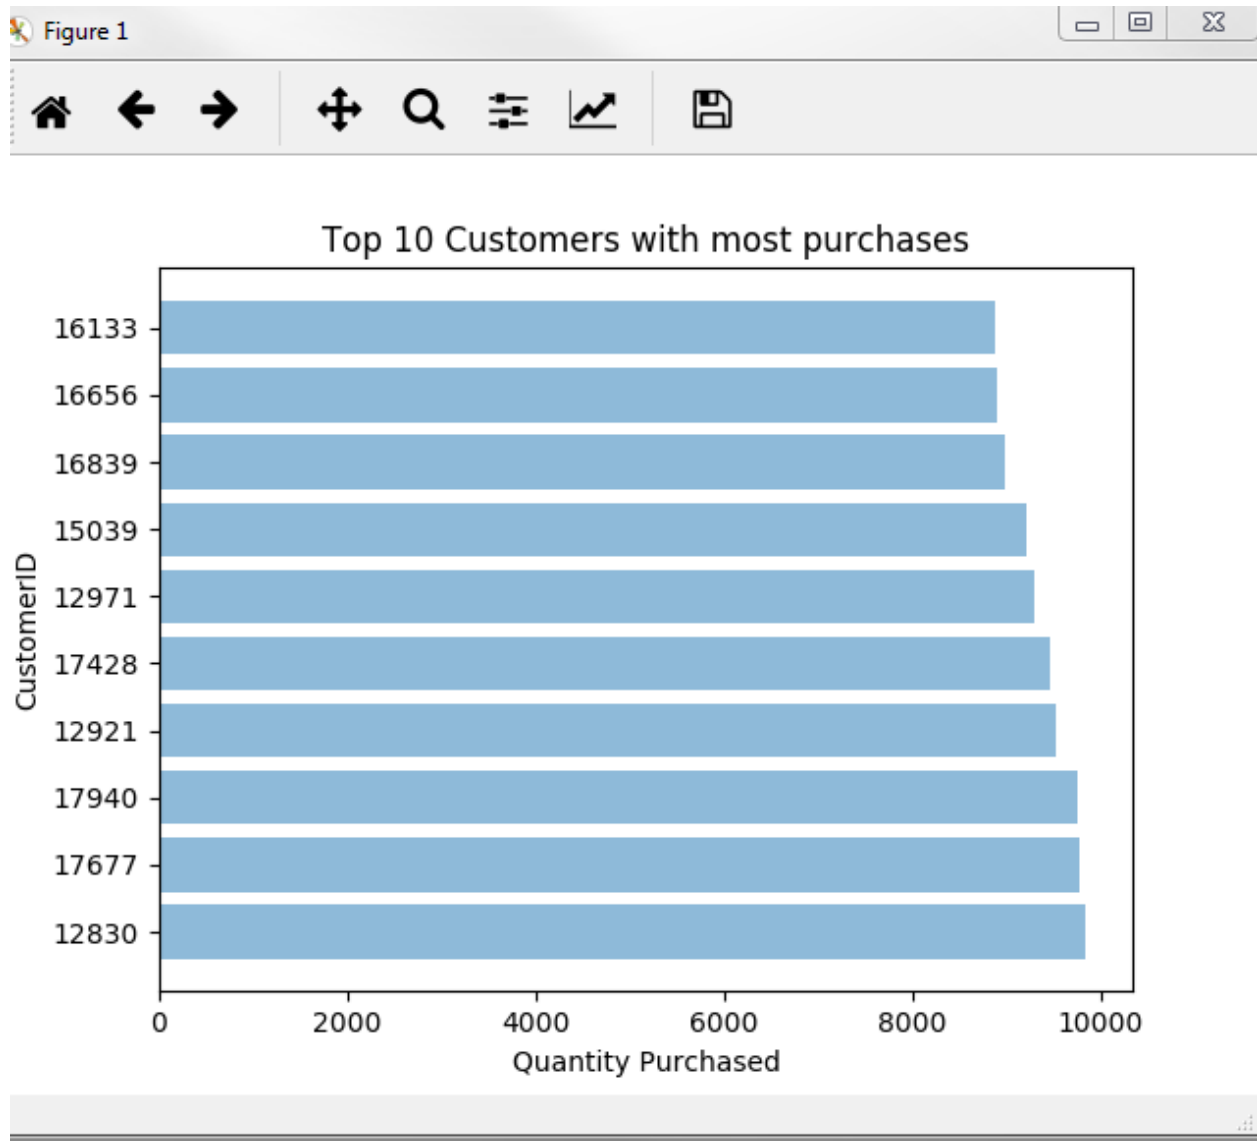 Figure 1
Top 10 Customers with most purchases
16133
16656
16839
15039
12971
17428
12921
17940
17677
12830
CustomerID
0 2000 4000 6000 8000 10000
Quantity Purchased